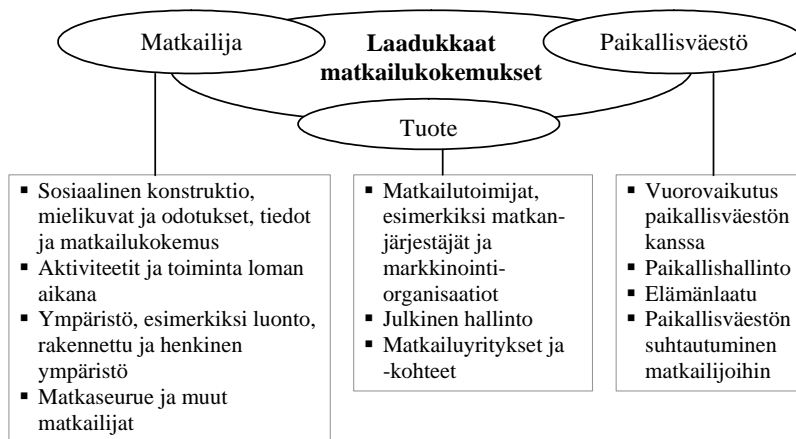 Matkailija
Laadukkaat
matkailukokemukset
Paikallisväestö
Tuote
▪ Sosiaalinen konstruktio,
mielikuvat ja odotukset, tiedot
ja matkailukokemus
▪ Aktiviteetit ja toiminta loman
aikana
▪ Ympäristö, esimerkiksi luonto,
rakennettu ja henkinen
ympäristö
▪ Matkaseurue ja muut
matkailijat
▪ Matkailutoimijat,
esimerkiksi matkan-
järjestäjät ja
markkinointi-
organisaatiot
▪ Julkinen hallinto
▪ Matkailuyritykset ja
-kohteet
▪ Vuorovaikutus
paikallisväestön
kanssa
▪ Paikallishallinto
▪ Elämänlaatu
▪ Paikallisväestön
suhtautuminen
matkailijoihin